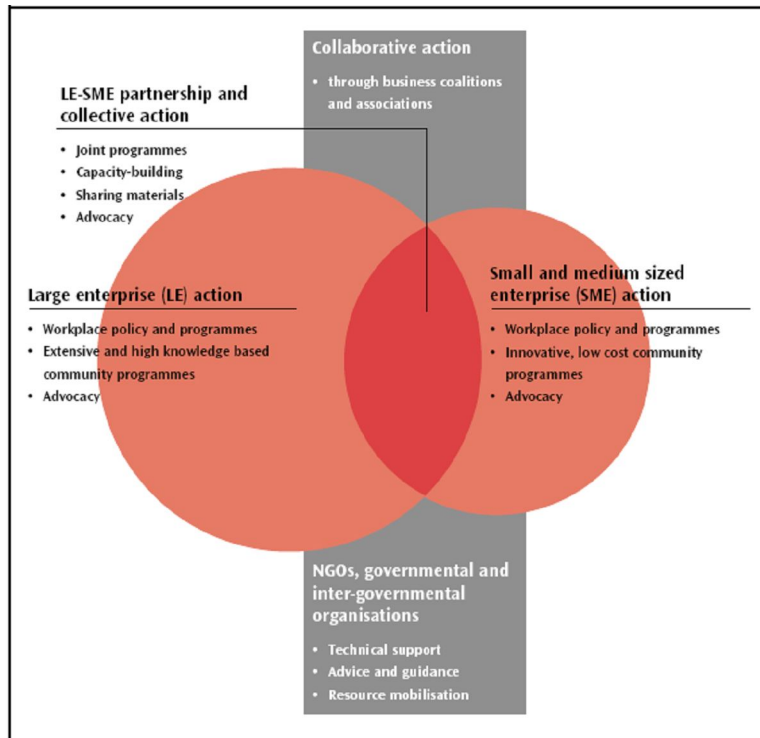 Collaborative action
• through business coalitions
and associations
LE-SME partnership and
collective action
• Joint programmes
• Capacity-building
• Sharing materials
• Advocacy
Large enterprise (LE) action
• Workplace policy and programmes
• Extensive and high knowledge based
community programmes
• Advocacy
Small and medium sized
enterprise (SME) action
• Workplace policy and programmes
• Innovative, low cost community
programmes
• Advocacy
NGOs, governmental and
inter-governmental
organisations
• Technical support
• Advice and guidance
• Resource mobilisation